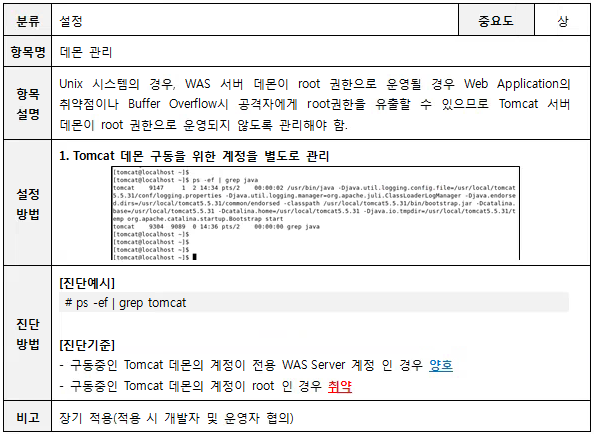 분류 설정 중요도 상
항목명 데몬 관리
항목
설명
Unix 시스템의 경우, WAS 서버 데몬이 root 권한으로 운영될 경우 Web Application의
취약점이나 Buffer Overflow시 공격자에게 root권한을 유출할 수 있으므로 Tomcat 서버
데몬이 root 권한으로 운영되지 않도록 관리해야 함.
설정
방법
1. Tomcat 데몬 구동을 위한 계정을 별도로 관리
[tomcat@localhost ~]$
[tomcat@localhost ~]$ ps -ef | grep java
tomcat 9147 1 2 14:34 pts/2 00:00:02 /usr/bin/java -Djava.util.logging.config.file=/usr/local/tomcat
5.5.31/conf/logging.properties -Djava.util.logging.manager=org.apache.juli.ClassLoaderLogManager -Djava.endorse
d.dirs=/usr/local/tomcat5.5.31/common/endorsed -classpath /usr/local/tomcat5.5.31/bin/bootstrap.jar -Dcatalina.
base=/usr/local/tomcat5.5.31 -Dcatalina.home=/usr/local/tomcat5.5.31 -Djava.io.tmpdir=/usr/local/tomcat5.5.31/t
emp org.apache.catalina.startup.Bootstrap start
tomcat 9304 9089 0 14:36 pts/2 00:00:00 grep java
[tomcat@localhost ~]$
[tomcat@localhost ~]$
[tomcat@localhost ~]$
[tomcat@localhost ~]$
진단
방법
[진단예시]
# ps -ef | grep tomcat
[진단기준]
- 구동중인 Tomcat 데몬의 계정이 전용 WAS Server 계정 인 경우 양호
- 구동중인 Tomcat 데몬의 계정이 root 인 경우 취약
비고 장기 적용(적용 시 개발자 및 운영자 협의)